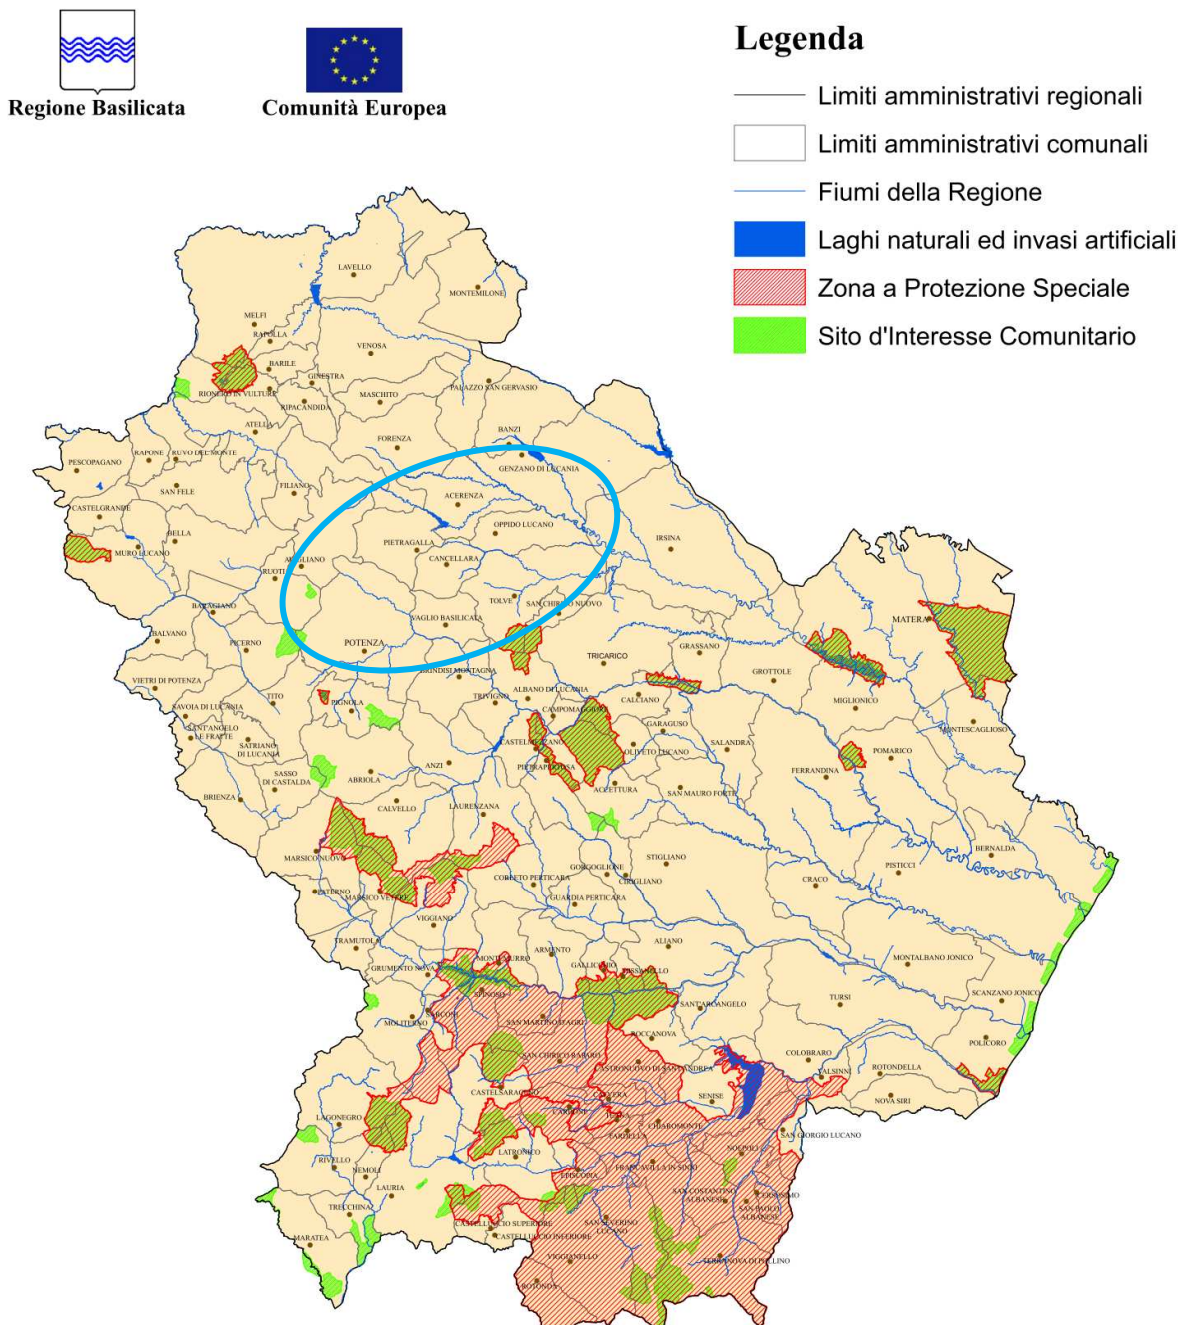 Regione Basilicata
Comunità Europea
Legenda
Limiti amministrativi regionali
Limiti amministrativi comunali
Fiumi della Regione
Laghi naturali ed invasi artificiali
Zona a Protezione Speciale
Sito d'Interesse Comunitario
LAVELLO
MONTEMILONE
MELFI
RAPOLLA
VENOSA
BARILE
GINESTRA
PALAZZO SAN GERVASIO
RIONERO IN VULTURE
MASCHITO
RIPACANDIDA
ATELLA
BANZI
FORENZA
RAPONE
RUVO DEL MONTE
PESCOPAGANO
GENZANO DI LUCANIA
SAN FELE
FILIANO
ACERENZA
CASTELGRANDE
OPPIDO LUCANO
BELLA
IRSINA
PIETRAGALLA
MURO LUCANO
CANCELLARA
AVIGLIANO
RUOTI
TOLVE
SAN CHIRICO NUOVO
BARAGIANO
VAGLIO BASILICATA
MATERA
BALVANO
POTENZA
PICERNO
GRASSANO
TRICARICO
BRINDISI MONTAGNA
GROTTOLE
VIETRI DI POTENZA
ALBANO DI LUCANIA
TRIVIGNO
CALCIANO
TITO
PIGNOLA
SAVOIA DI LUCANIA
CAMPOMAGGIORE
MIGLIONICO
SANT'ANGELO
LE FRATTE
GARAGUSO
MONTESCAGLIOSO
SATRIANO
DI LUCANIA
CASTELMEZZANO
OLIVETO LUCANO
SALANDRA
POMARICO
ANZI
PIETRAPERTOSA
SASSO
DI CASTALDA
ABRIOLA
FERRANDINA
ACCETTURA
SAN MAURO FORTE
BRIENZA
CALVELLO
LAURENZANA
MARSICO NUOVO
BERNALDA
STIGLIANO
GORGOGLIONE
PISTICCI
CORLETO PERTICARA
CIRIGLIANO
CRACO
PATERNO
MARSICO VETERE
GUARDIA PERTICARA
VIGGIANO
TRAMUTOLA
ARMENTO
ALIANO
MONTEMURRO
MONTALBANO JONICO
GRUMENTO NOVA
GALLICCHIO
MISSANELLO
SPINOSO
SCANZANO JONICO
TURSI
SANT'ARCANGELO
SARCONI
MOLITERNO
SAN MARTINO D'AGRI
ROCCANOVA
POLICORO
SAN CHIRICO RAPARO
COLOBRARO
CASTRONUOVO DI SANT'ANDREA
VALSINNI
ROTONDELLA
CASTELSARACENO
CALVERA
SENISE
NOVA SIRI
CARBONE
TEANA
LAGONEGRO
CHIAROMONTE
FARDELLA
SAN GIORGIO LUCANO
LATRONICO
NOEPOLI
RIVELLO
NEMOLI
EPISCOPIA
FRANCAVILLA IN SINNI
LAURIA
SAN COSTANTINO
ALBANESE
CERSOSIMO
TRECCHINA
SAN PAOLO
ALBANESE
CASTELLUCCIO SUPERIORE
SAN SEVERINO
LUCANO
MARATEA
CASTELLUCCIO INFERIORE
VIGGIANELLO
TERRANOVA DI POLLINO
ROTONDA